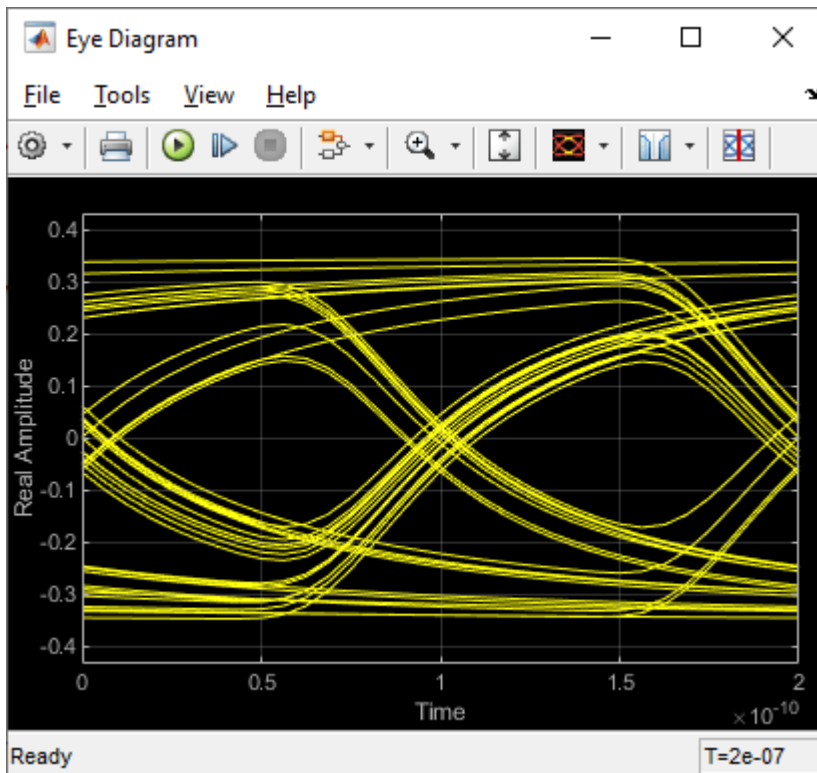 Eye Diagram
File Tools View Help
0.4
0.3
0.2
0.1
0
-0.1
-0.2
-0.3
-0.4
Real Amplitude
0 0.5 1 1.5 2
Time
×10⁻¹⁰
Ready T=2e-07